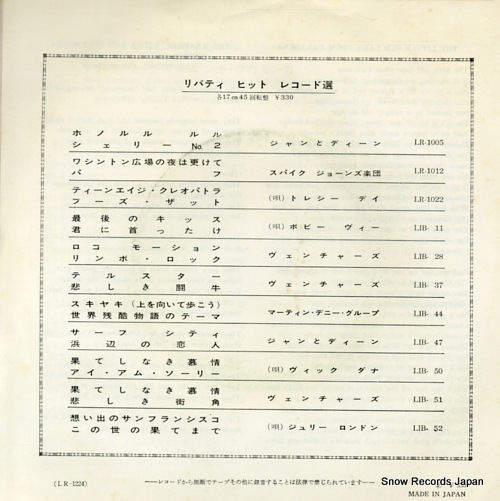 リバティ ヒット レコード選
各17㎝45回転盤 ¥330
ホノルル ルル
シェリー No.2 ジャンとディーン LR-1005
ワシントン広場の夜は更けて
パフ スパイク ジョーンズ楽団 LR-1012
ティーンエイジ・クレオパトラ
フーズ・ザット (唄) トレシー デイ LR-1022
最後のキッス
君に首ったけ (唄) ボビー ヴィー LIB- 11
ロコ モーション
リンボ・ロック ヴェンチャーズ LIB- 28
テルスター
悲しき闘牛 ヴェンチャーズ LIB- 37
スキヤキ (上を向いて歩こう)
世界残酷物語のテーマ マーティン・デニー・グループ LIB- 44
サーフ シティ
浜辺の恋人 ジャンとディーン LIB- 47
果てしなき慕情
アイ・アム・ソーリー (唄) ヴィック ダナ LIB- 50
果てしなき慕情
悲しき街角 ヴェンチャーズ LIB- 51
想い出のサンフランシスコ
この世の果てまで (唄) ジュリー ロンドン LIB- 52
(LR-1224) ──レコードから無断でテープその他に録音することは法律で禁じられています──
Snow Records Japan
MADE IN JAPAN